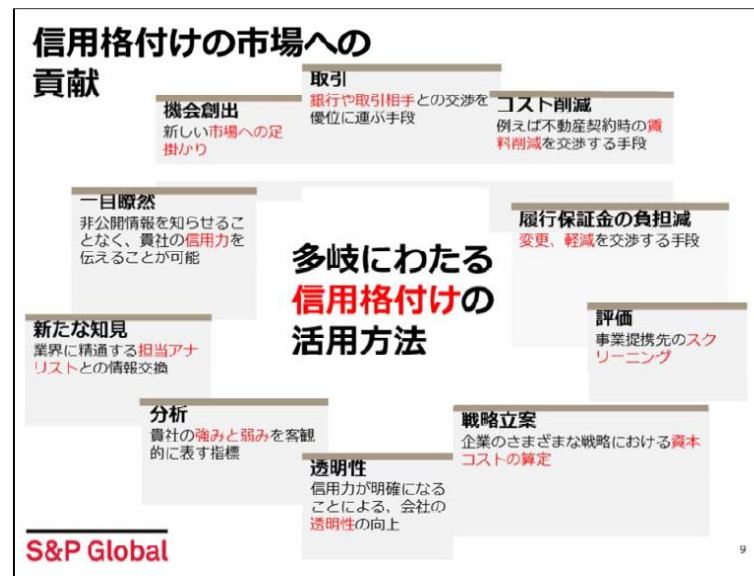 信用格付けの市場への
貢献
取引
銀行や取引相手との交渉を
優位に運ぶ手段
機会創出
新しい市場への足
掛かり
コスト削減
例えば不動産契約時の賃
料削減を交渉する手段
一目瞭然
非公開情報を知らせるこ
となく、貴社の信用力を
伝えることが可能
履行保証金の負担減
変更、軽減を交渉する手段
多岐にわたる
信用格付けの
活用方法
新たな知見
業界に精通する担当アナ
リストとの情報交換
評価
事業提携先のスク
リーニング
分析
貴社の強みと弱みを客観
的に表す指標
戦略立案
企業のさまざまな戦略における資本
コストの算定
透明性
信用力が明確になる
ことによる、会社の
透明性の向上
S&P Global
9